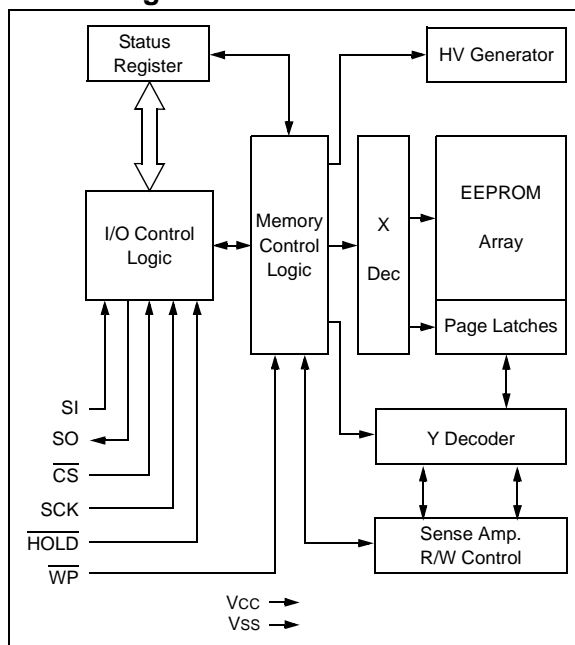 Status
Register
HV Generator
I/O Control
Logic
Memory
Control
Logic
X
Dec
EEPROM
Array
Page Latches
Y Decoder
Sense Amp.
R/W Control
SI
SO
CS
SCK
HOLD
WP
VCC
VSS